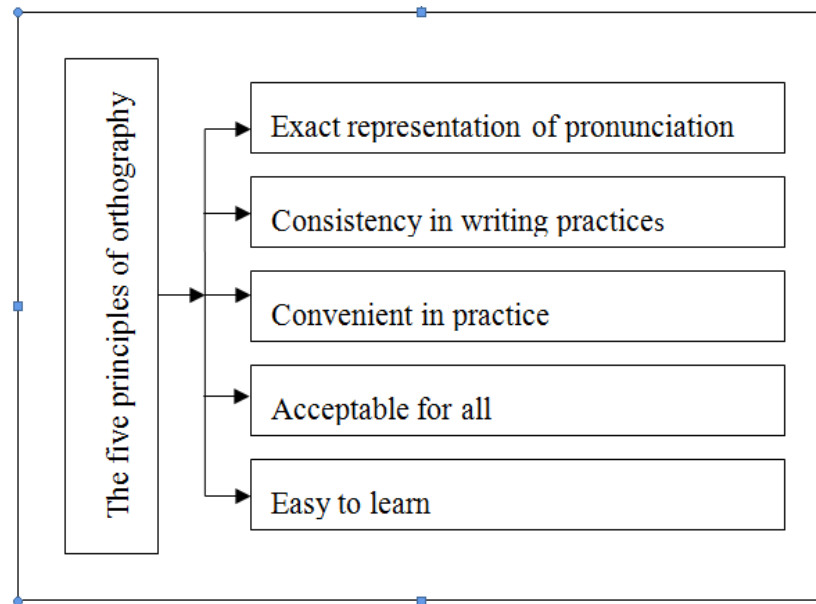 The five principles of orthography
Exact representation of pronunciation
Consistency in writing practices
Convenient in practice
Acceptable for all
Easy to learn